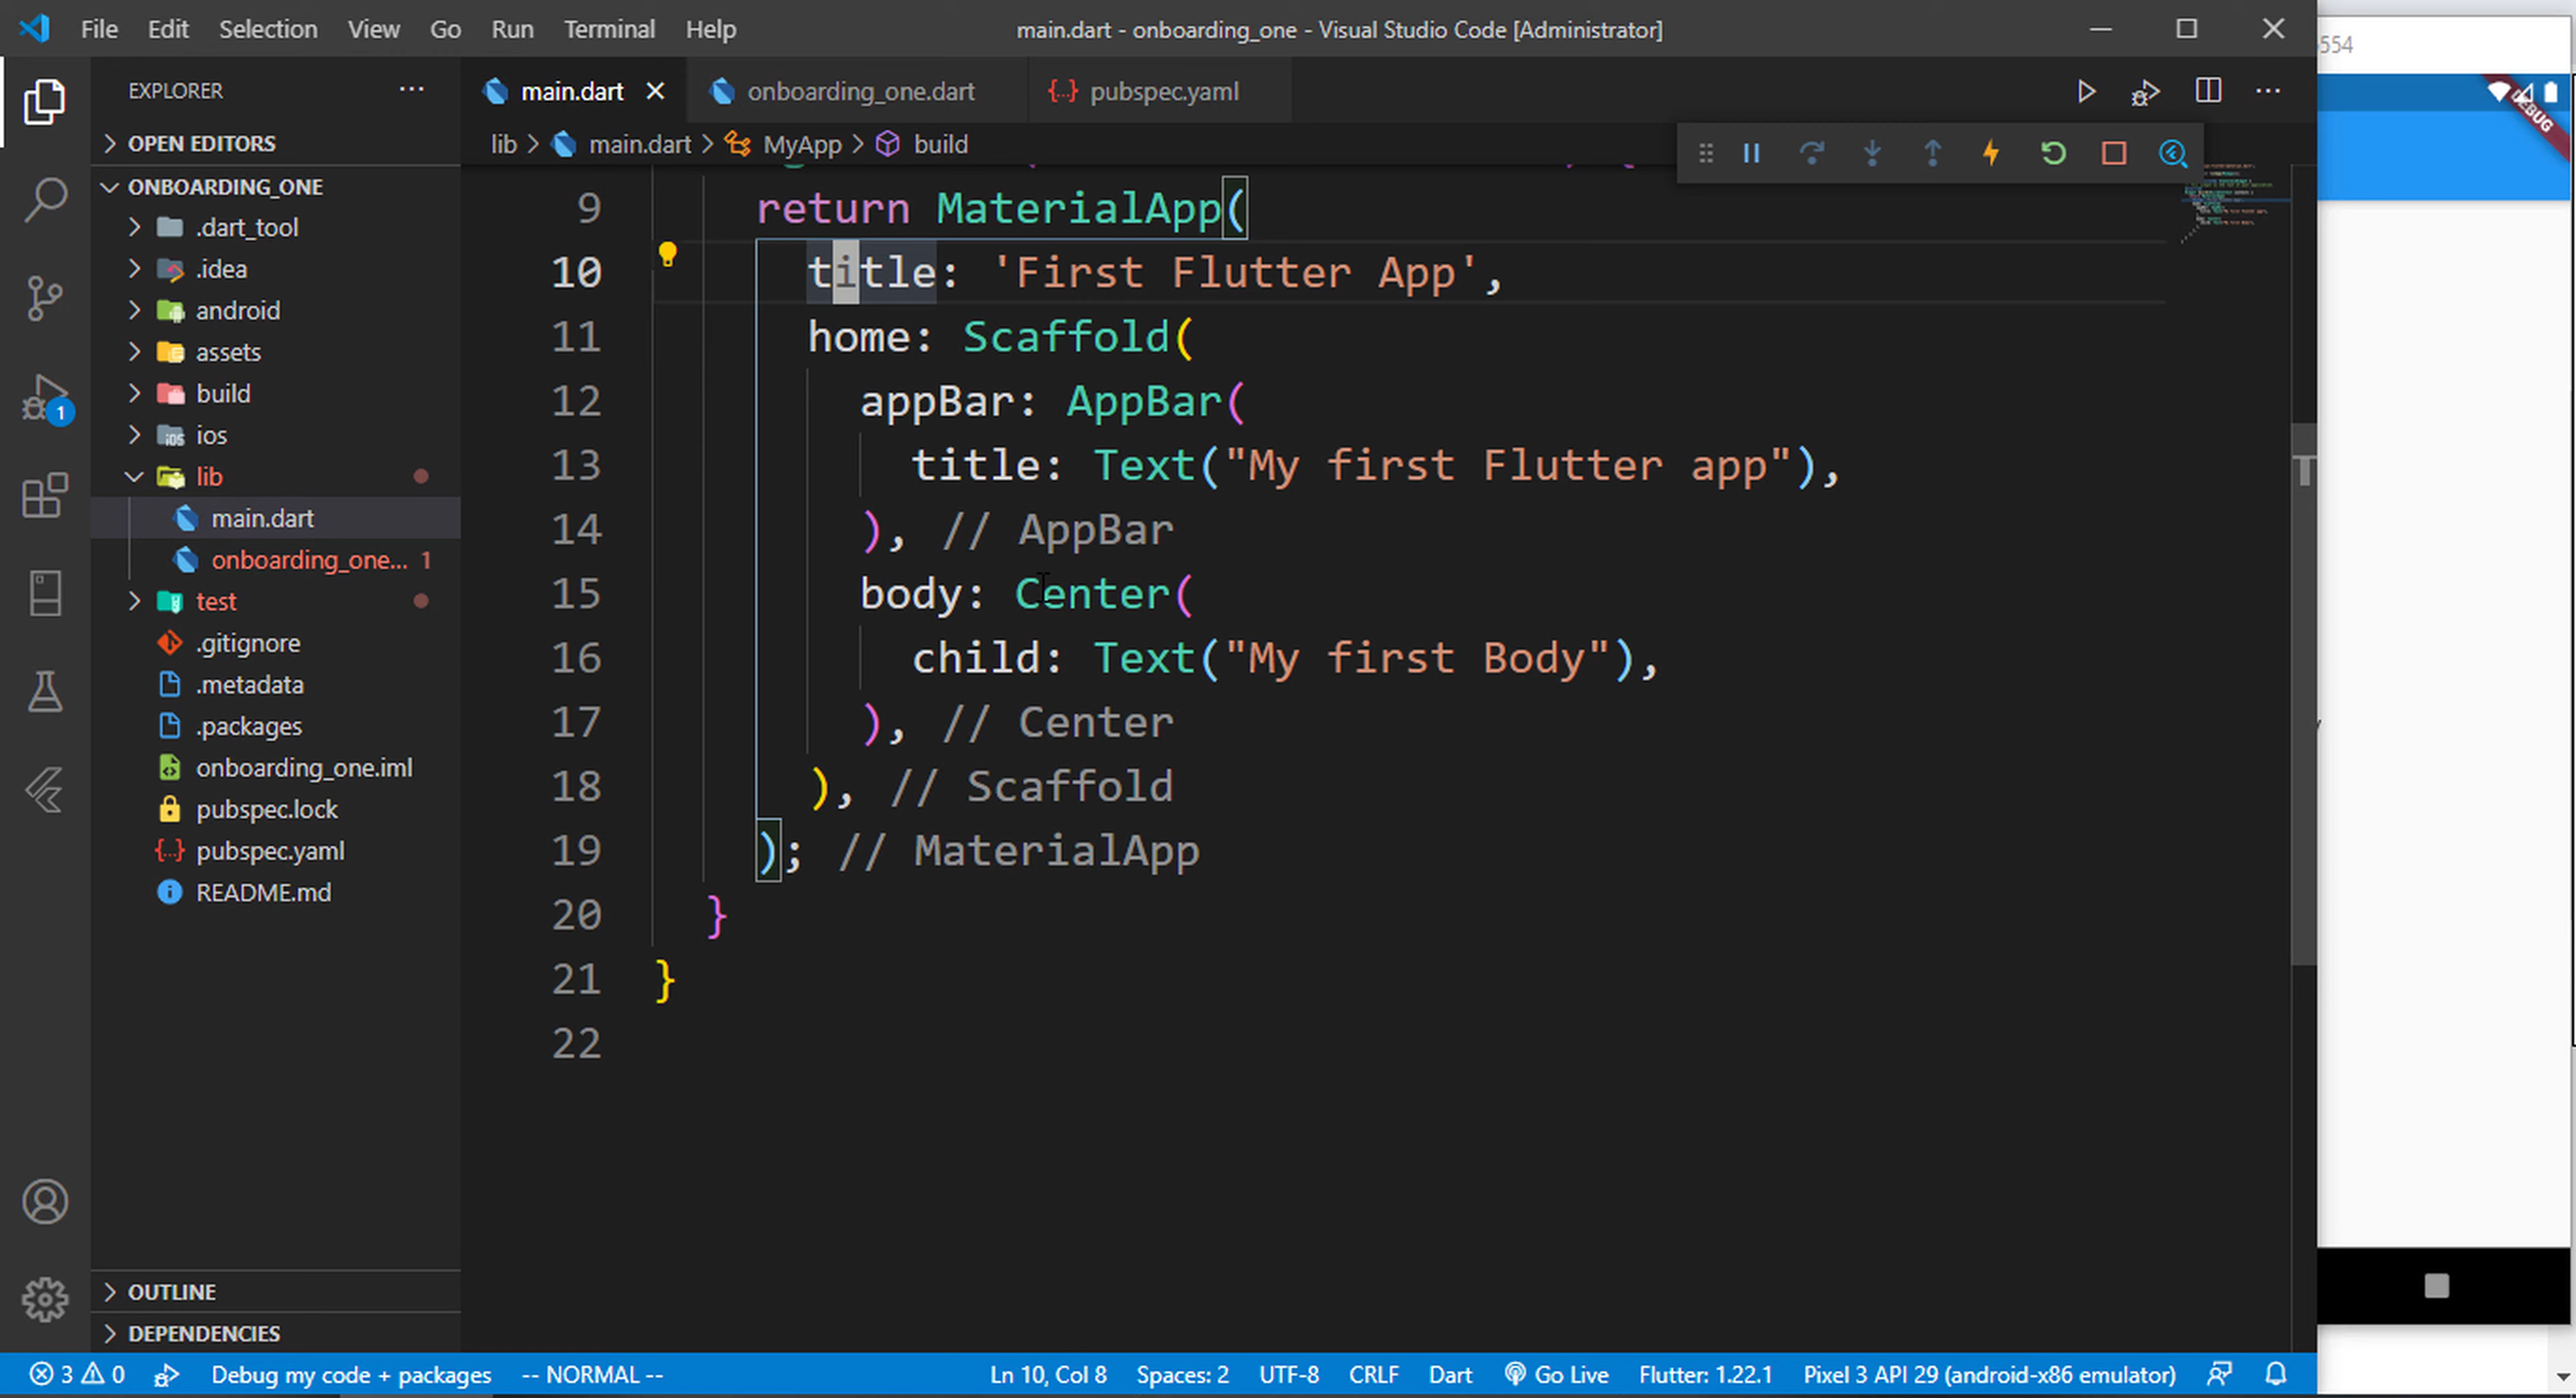 File Edit Selection View Go Run Terminal Help
main.dart - onboarding_one - Visual Studio Code [Administrator]
EXPLORER
OPEN EDITORS
ONBOARDING_ONE
.dart_tool
.idea
android
assets
build
ios
lib
main.dart
onboarding_one... 1
test
.gitignore
.metadata
.packages
onboarding_one.iml
pubspec.lock
pubspec.yaml
README.md
OUTLINE
DEPENDENCIES
1
main.dart
onboarding_one.dart
pubspec.yaml
lib > main.dart > MyApp > build
9 return MaterialApp(
10 title: 'First Flutter App',
11 home: Scaffold(
12 appBar: AppBar(
13 title: Text("My first Flutter app"),
14 ), // AppBar
15 body: Center(
16 child: Text("My first Body"),
17 ), // Center
18 ), // Scaffold
19 ); // MaterialApp
20 }
21 }
22
554
DEBUG
3 0 Debug my code + packages -- NORMAL -- Ln 10, Col 8 Spaces: 2 UTF-8 CRLF Dart Go Live Flutter: 1.22.1 Pixel 3 API 29 (android-x86 emulator)